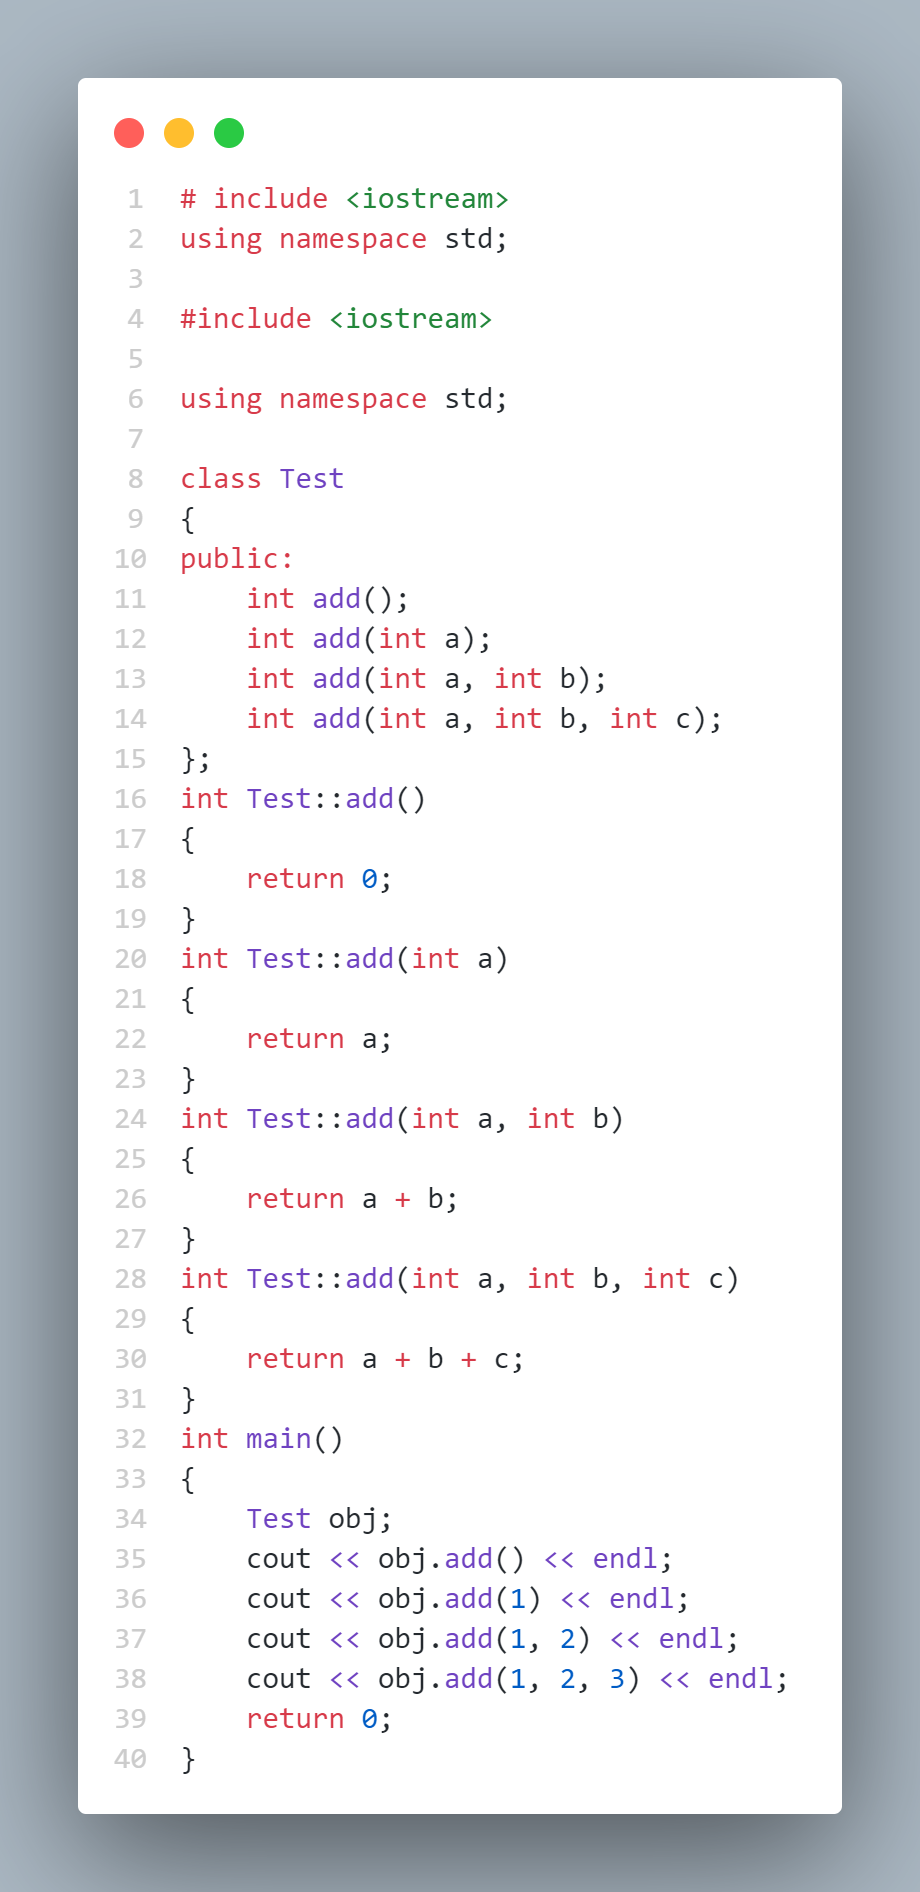 1 # include <iostream>
2 using namespace std;
3
4 #include <iostream>
5
6 using namespace std;
7
8 class Test
9 {
10 public:
11     int add();
12     int add(int a);
13     int add(int a, int b);
14     int add(int a, int b, int c);
15 };
16 int Test::add()
17 {
18     return 0;
19 }
20 int Test::add(int a)
21 {
22     return a;
23 }
24 int Test::add(int a, int b)
25 {
26     return a + b;
27 }
28 int Test::add(int a, int b, int c)
29 {
30     return a + b + c;
31 }
32 int main()
33 {
34     Test obj;
35     cout << obj.add() << endl;
36     cout << obj.add(1) << endl;
37     cout << obj.add(1, 2) << endl;
38     cout << obj.add(1, 2, 3) << endl;
39     return 0;
40 }